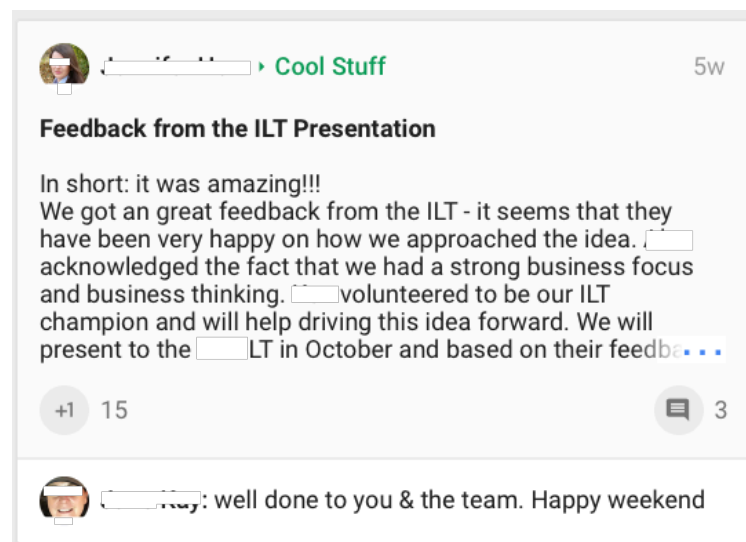 Cool Stuff 5w
Feedback from the ILT Presentation
In short: it was amazing!!!
We got an great feedback from the ILT - it seems that they
have been very happy on how we approached the idea.
acknowledged the fact that we had a strong business focus
and business thinking. volunteered to be our ILT
champion and will help driving this idea forward. We will
present to the LT in October and based on their ...
+1 15 3
: well done to you & the team. Happy weekend